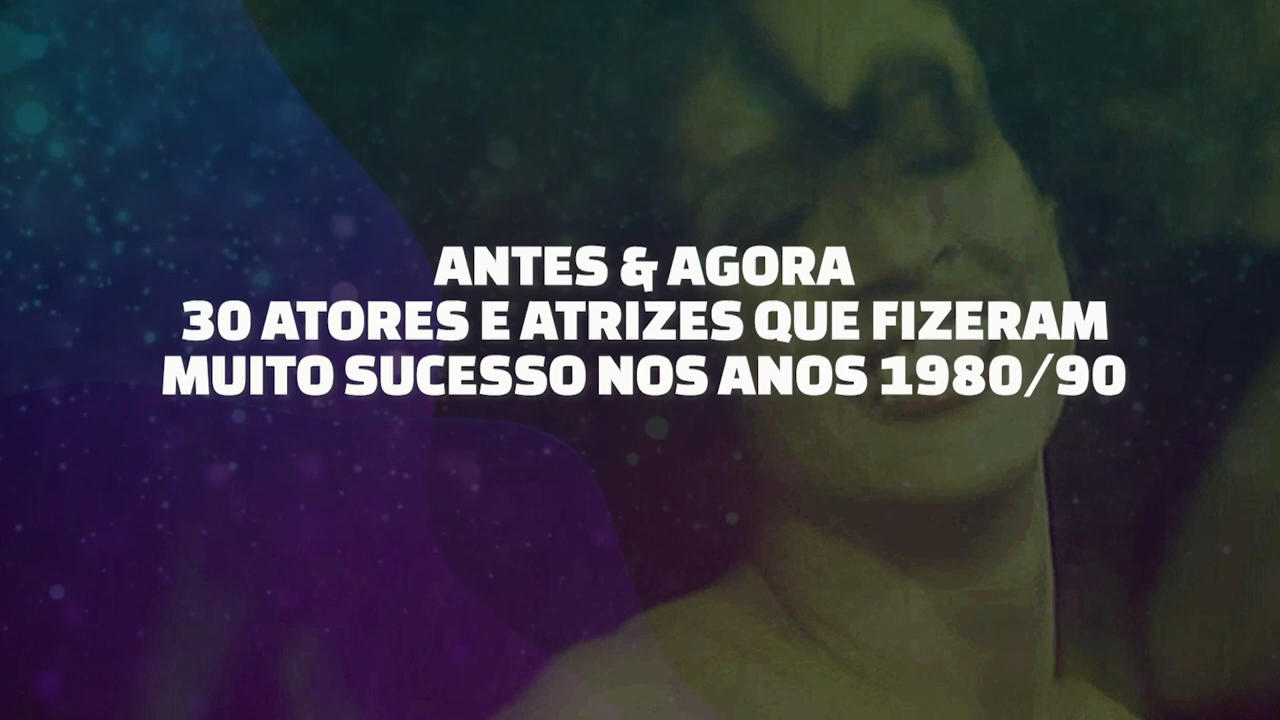 ANTES & AGORA
30 ATORES E ATRIZES QUE FIZERAM
MUITO SUCESSO NOS ANOS 1980/90